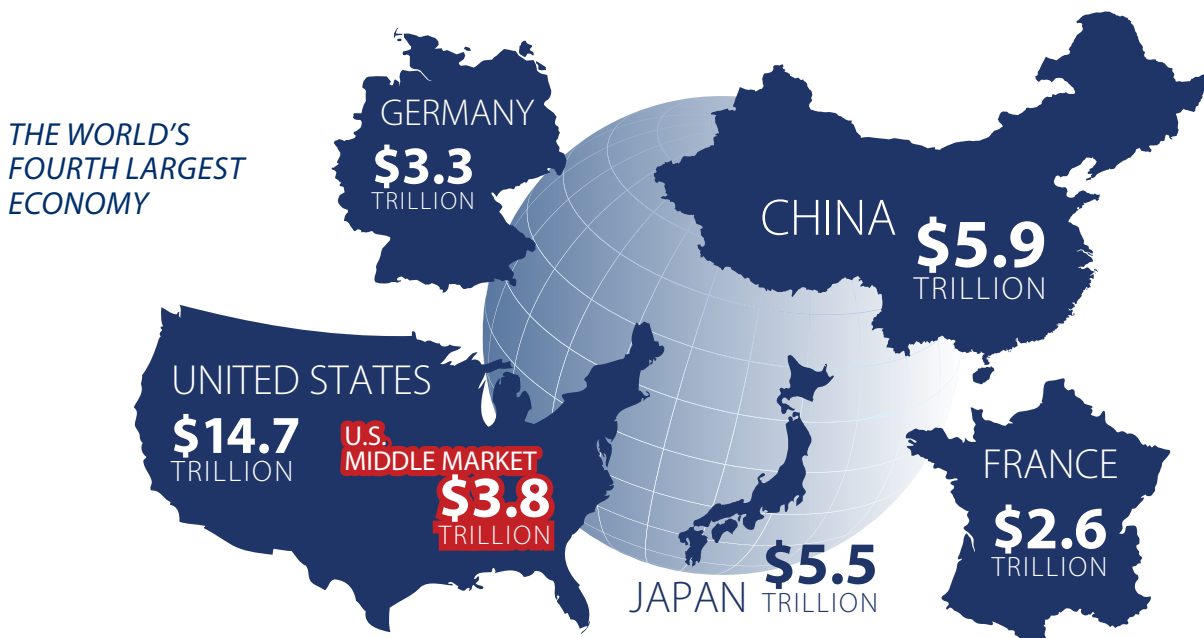 THE WORLD'S
FOURTH LARGEST
ECONOMY
GERMANY
$3.3
TRILLION
CHINA
$5.9
TRILLION
UNITED STATES
$14.7
TRILLION
U.S.
MIDDLE MARKET
$3.8
TRILLION
JAPAN
$5.5
TRILLION
FRANCE
$2.6
TRILLION